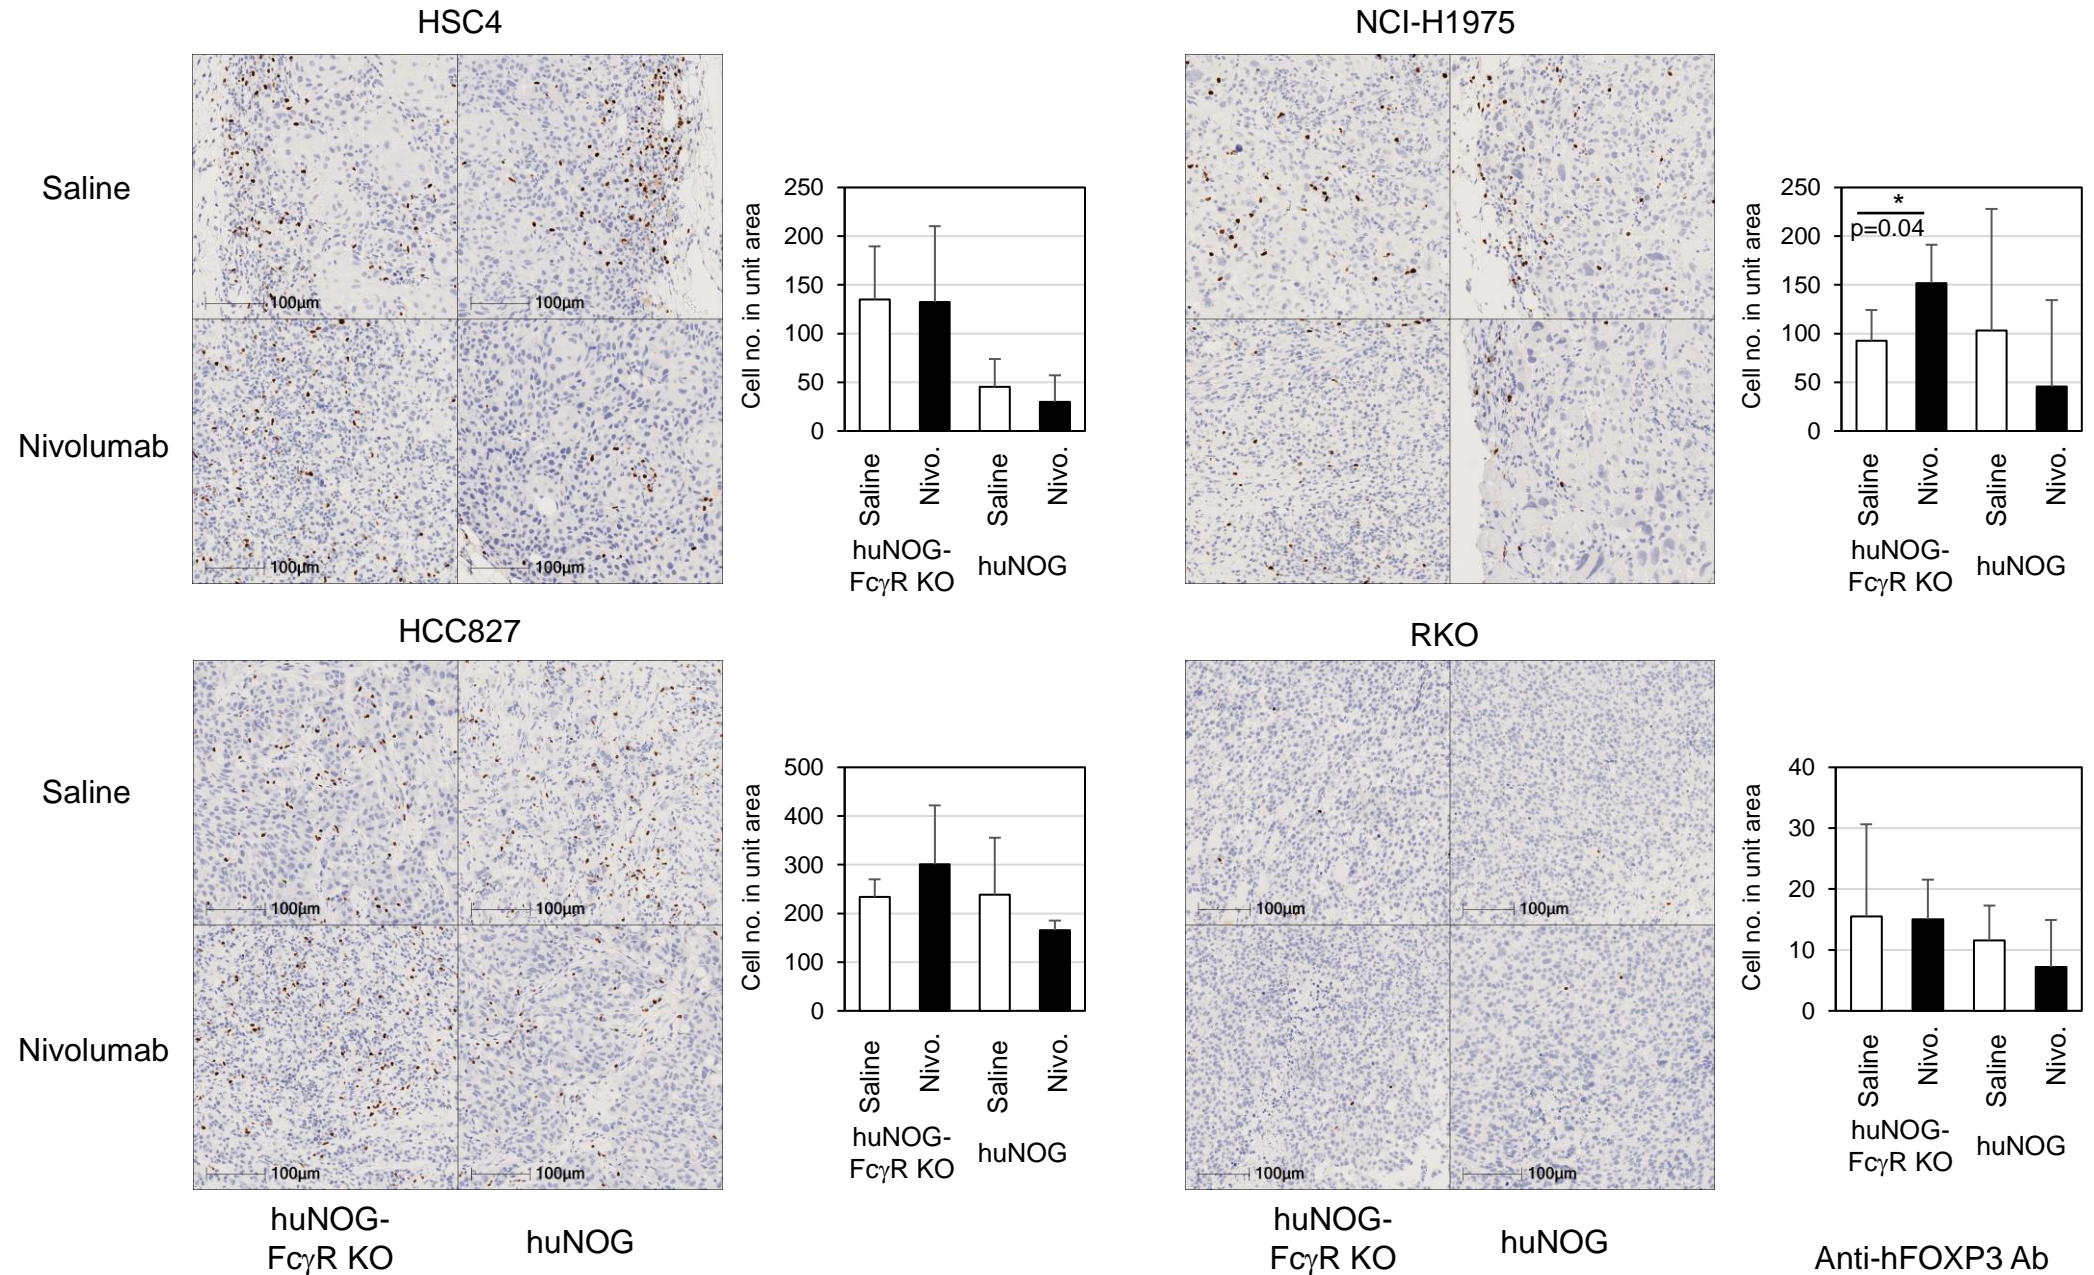 HSC4
Saline
Nivolumab
100µm
100µm
100µm
100µm
Cell no. in unit area
250
200
150
100
50
0
Saline
Nivo.
Saline
Nivo.
huNOG-
FcγR KO
huNOG
NCI-H1975
Cell no. in unit area
250
200
150
100
50
0
*
p=0.04
Saline
Nivo.
Saline
Nivo.
huNOG-
FcγR KO
huNOG
HCC827
Saline
Nivolumab
100µm
100µm
100µm
100µm
Cell no. in unit area
500
400
300
200
100
0
Saline
Nivo.
Saline
Nivo.
huNOG-
FcγR KO
huNOG
RKO
100µm
100µm
100µm
100µm
Cell no. in unit area
40
30
20
10
0
Saline
Nivo.
Saline
Nivo.
huNOG-
FcγR KO
huNOG
huNOG-
FcγR KO
huNOG
huNOG-
FcγR KO
huNOG
Anti-hFOXP3 Ab